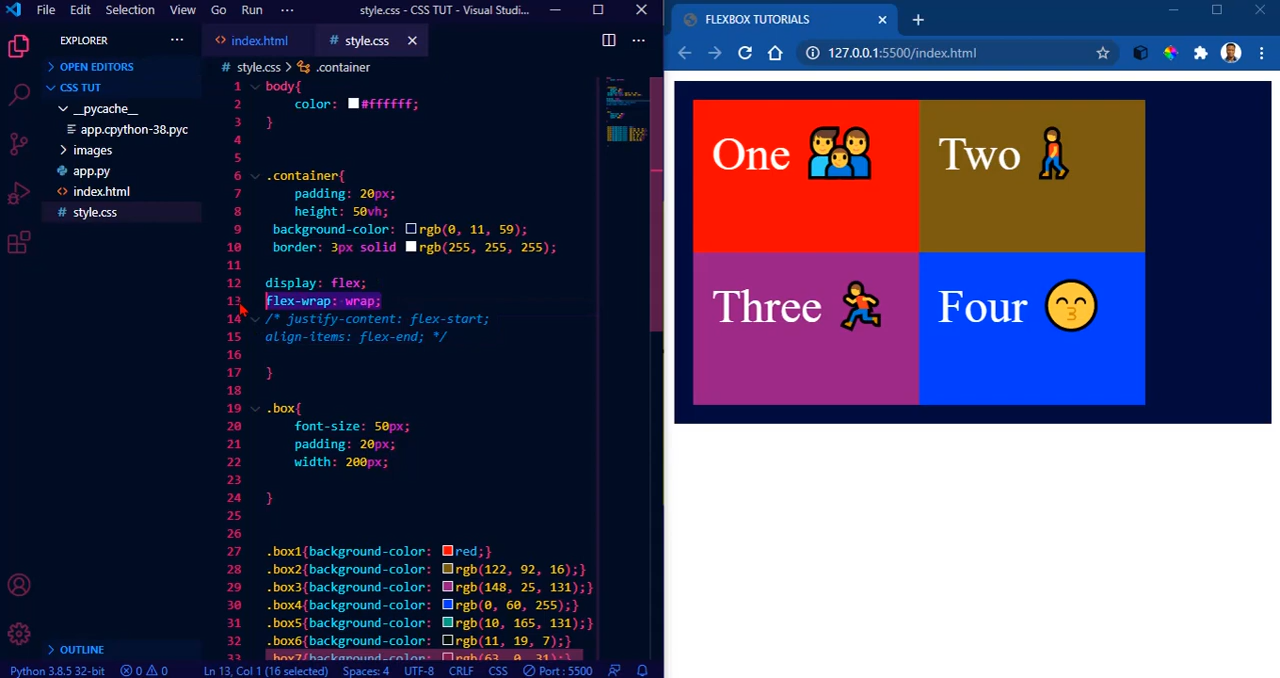 File Edit Selection View Go Run ··· style.css - CSS TUT - Visual Studi...
EXPLORER ···
OPEN EDITORS
CSS TUT
__pycache__
app.cpython-38.pyc
images
app.py
index.html
style.css
OUTLINE
index.html style.css
style.css > .container
1 body{
2 color: #ffffff;
3 }
4
5
6 .container{
7 padding: 20px;
8 height: 50vh;
9 background-color: rgb(0, 11, 59);
10 border: 3px solid rgb(255, 255, 255);
11
12 display: flex;
13 flex-wrap: wrap;
14 /* justify-content: flex-start;
15 align-items: flex-end; */
16
17 }
18
19 .box{
20 font-size: 50px;
21 padding: 20px;
22 width: 200px;
23
24 }
25
26
27 .box1{background-color: red;}
28 .box2{background-color: rgb(122, 92, 16);}
29 .box3{background-color: rgb(148, 25, 131);}
30 .box4{background-color: rgb(0, 60, 255);}
31 .box5{background-color: rgb(10, 165, 131);}
32 .box6{background-color: rgb(11, 19, 7);}
33 .box7{background-color: rgb(63, 0, 31);}
Python 3.8.5 32-bit 0 0 Ln 13, Col 1 (16 selected) Spaces: 4 UTF-8 CRLF CSS Port : 5500
FLEXBOX TUTORIALS
127.0.0.1:5500/index.html
One Two
Three Four